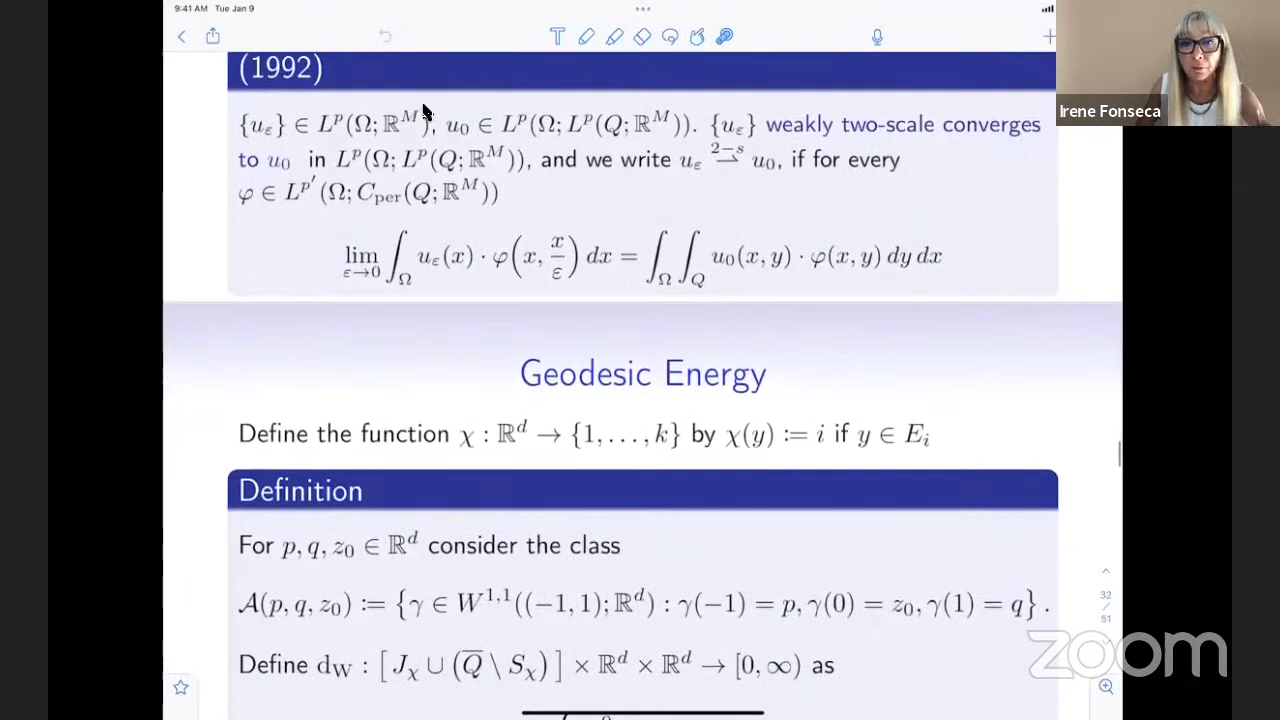 9:41 AM Tue Jan 9
(1992)
Irene Fonseca
{u_ε} ∈ L^p(Ω; ℝ^M), u_0 ∈ L^p(Ω; L^p(Q; ℝ^M)). {u_ε} weakly two-scale converges
to u_0 in L^p(Ω; L^p(Q; ℝ^M)), and we write u_ε \overset{2-s}{⇀} u_0, if for every
φ ∈ L^{p'}(Ω; C_per(Q; ℝ^M))
lim_{ε→0} ∫_Ω u_ε(x) · φ(x, x/ε) dx = ∫_Ω ∫_Q u_0(x, y) · φ(x, y) dy dx
Geodesic Energy
Define the function χ : ℝ^d → {1, . . . , k} by χ(y) := i if y ∈ E_i
Definition
For p, q, z_0 ∈ ℝ^d consider the class
𝒜(p, q, z_0) := {γ ∈ W^{1,1}((−1, 1); ℝ^d) : γ(−1) = p, γ(0) = z_0, γ(1) = q} .
32
/
51
Define d_W : [J_χ ∪ (\overline{Q} \ S_χ)] × ℝ^d × ℝ^d → [0, ∞) as
zoom